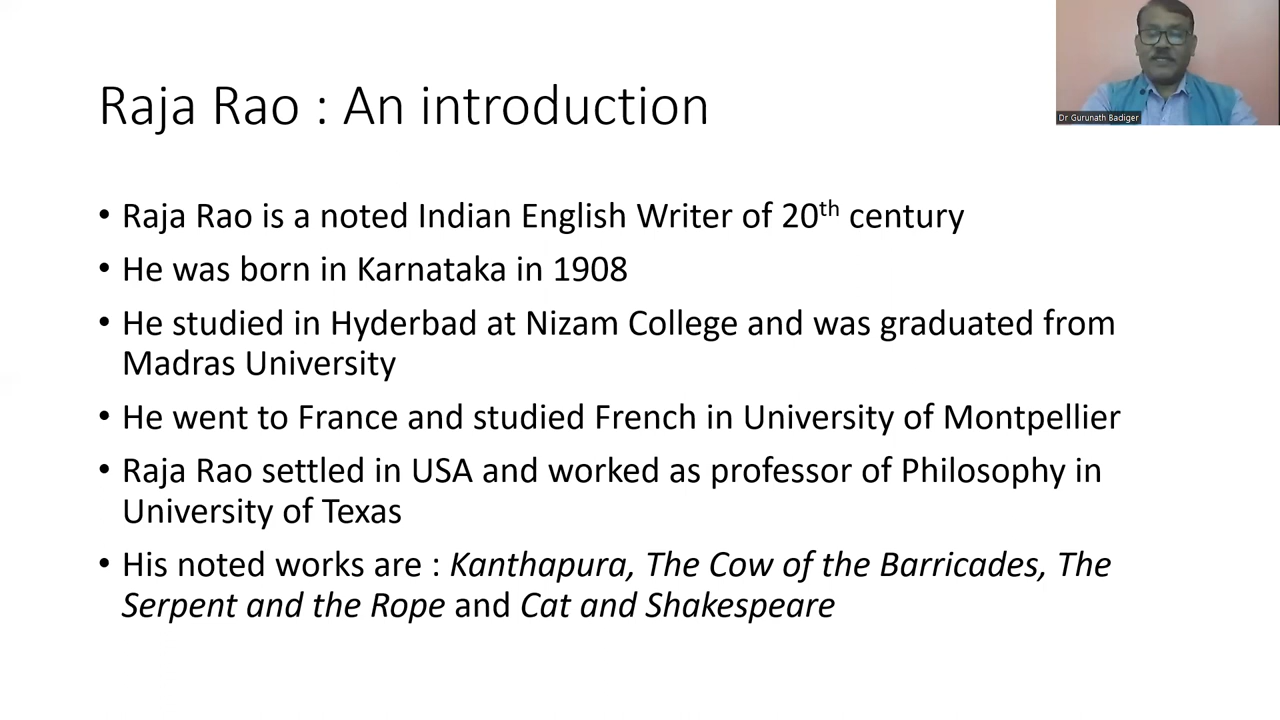 Raja Rao : An introduction
Dr Gurunath Badiger
• Raja Rao is a noted Indian English Writer of 20th century
• He was born in Karnataka in 1908
• He studied in Hyderbad at Nizam College and was graduated from
Madras University
• He went to France and studied French in University of Montpellier
• Raja Rao settled in USA and worked as professor of Philosophy in
University of Texas
• His noted works are : Kanthapura, The Cow of the Barricades, The
Serpent and the Rope and Cat and Shakespeare